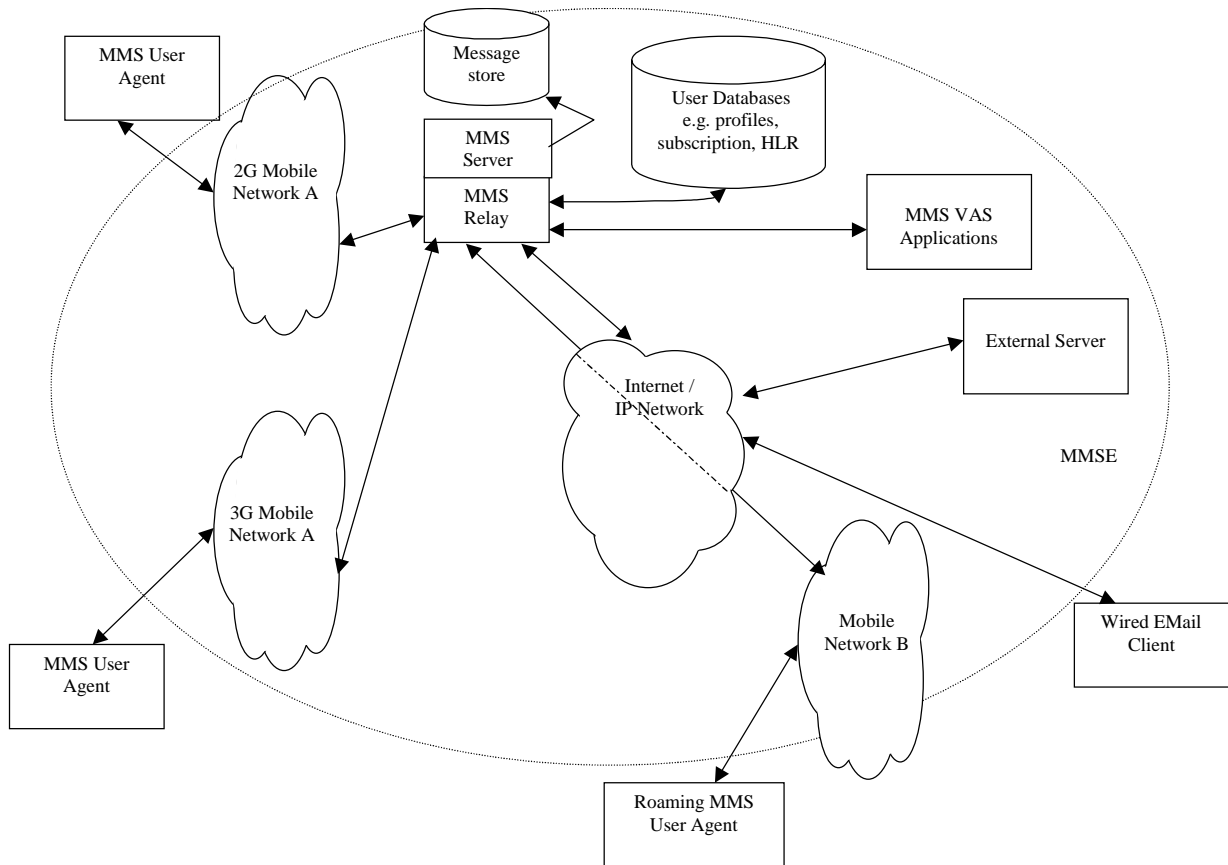 MMS User
Agent
Message
store
User Databases
e.g. profiles,
subscription, HLR
MMS
Server
2G Mobile
Network A
MMS
Relay
MMS VAS
Applications
External Server
Internet /
IP Network
MMSE
3G Mobile
Network A
Mobile
Network B
Wired EMail
Client
MMS User
Agent
Roaming MMS
User Agent